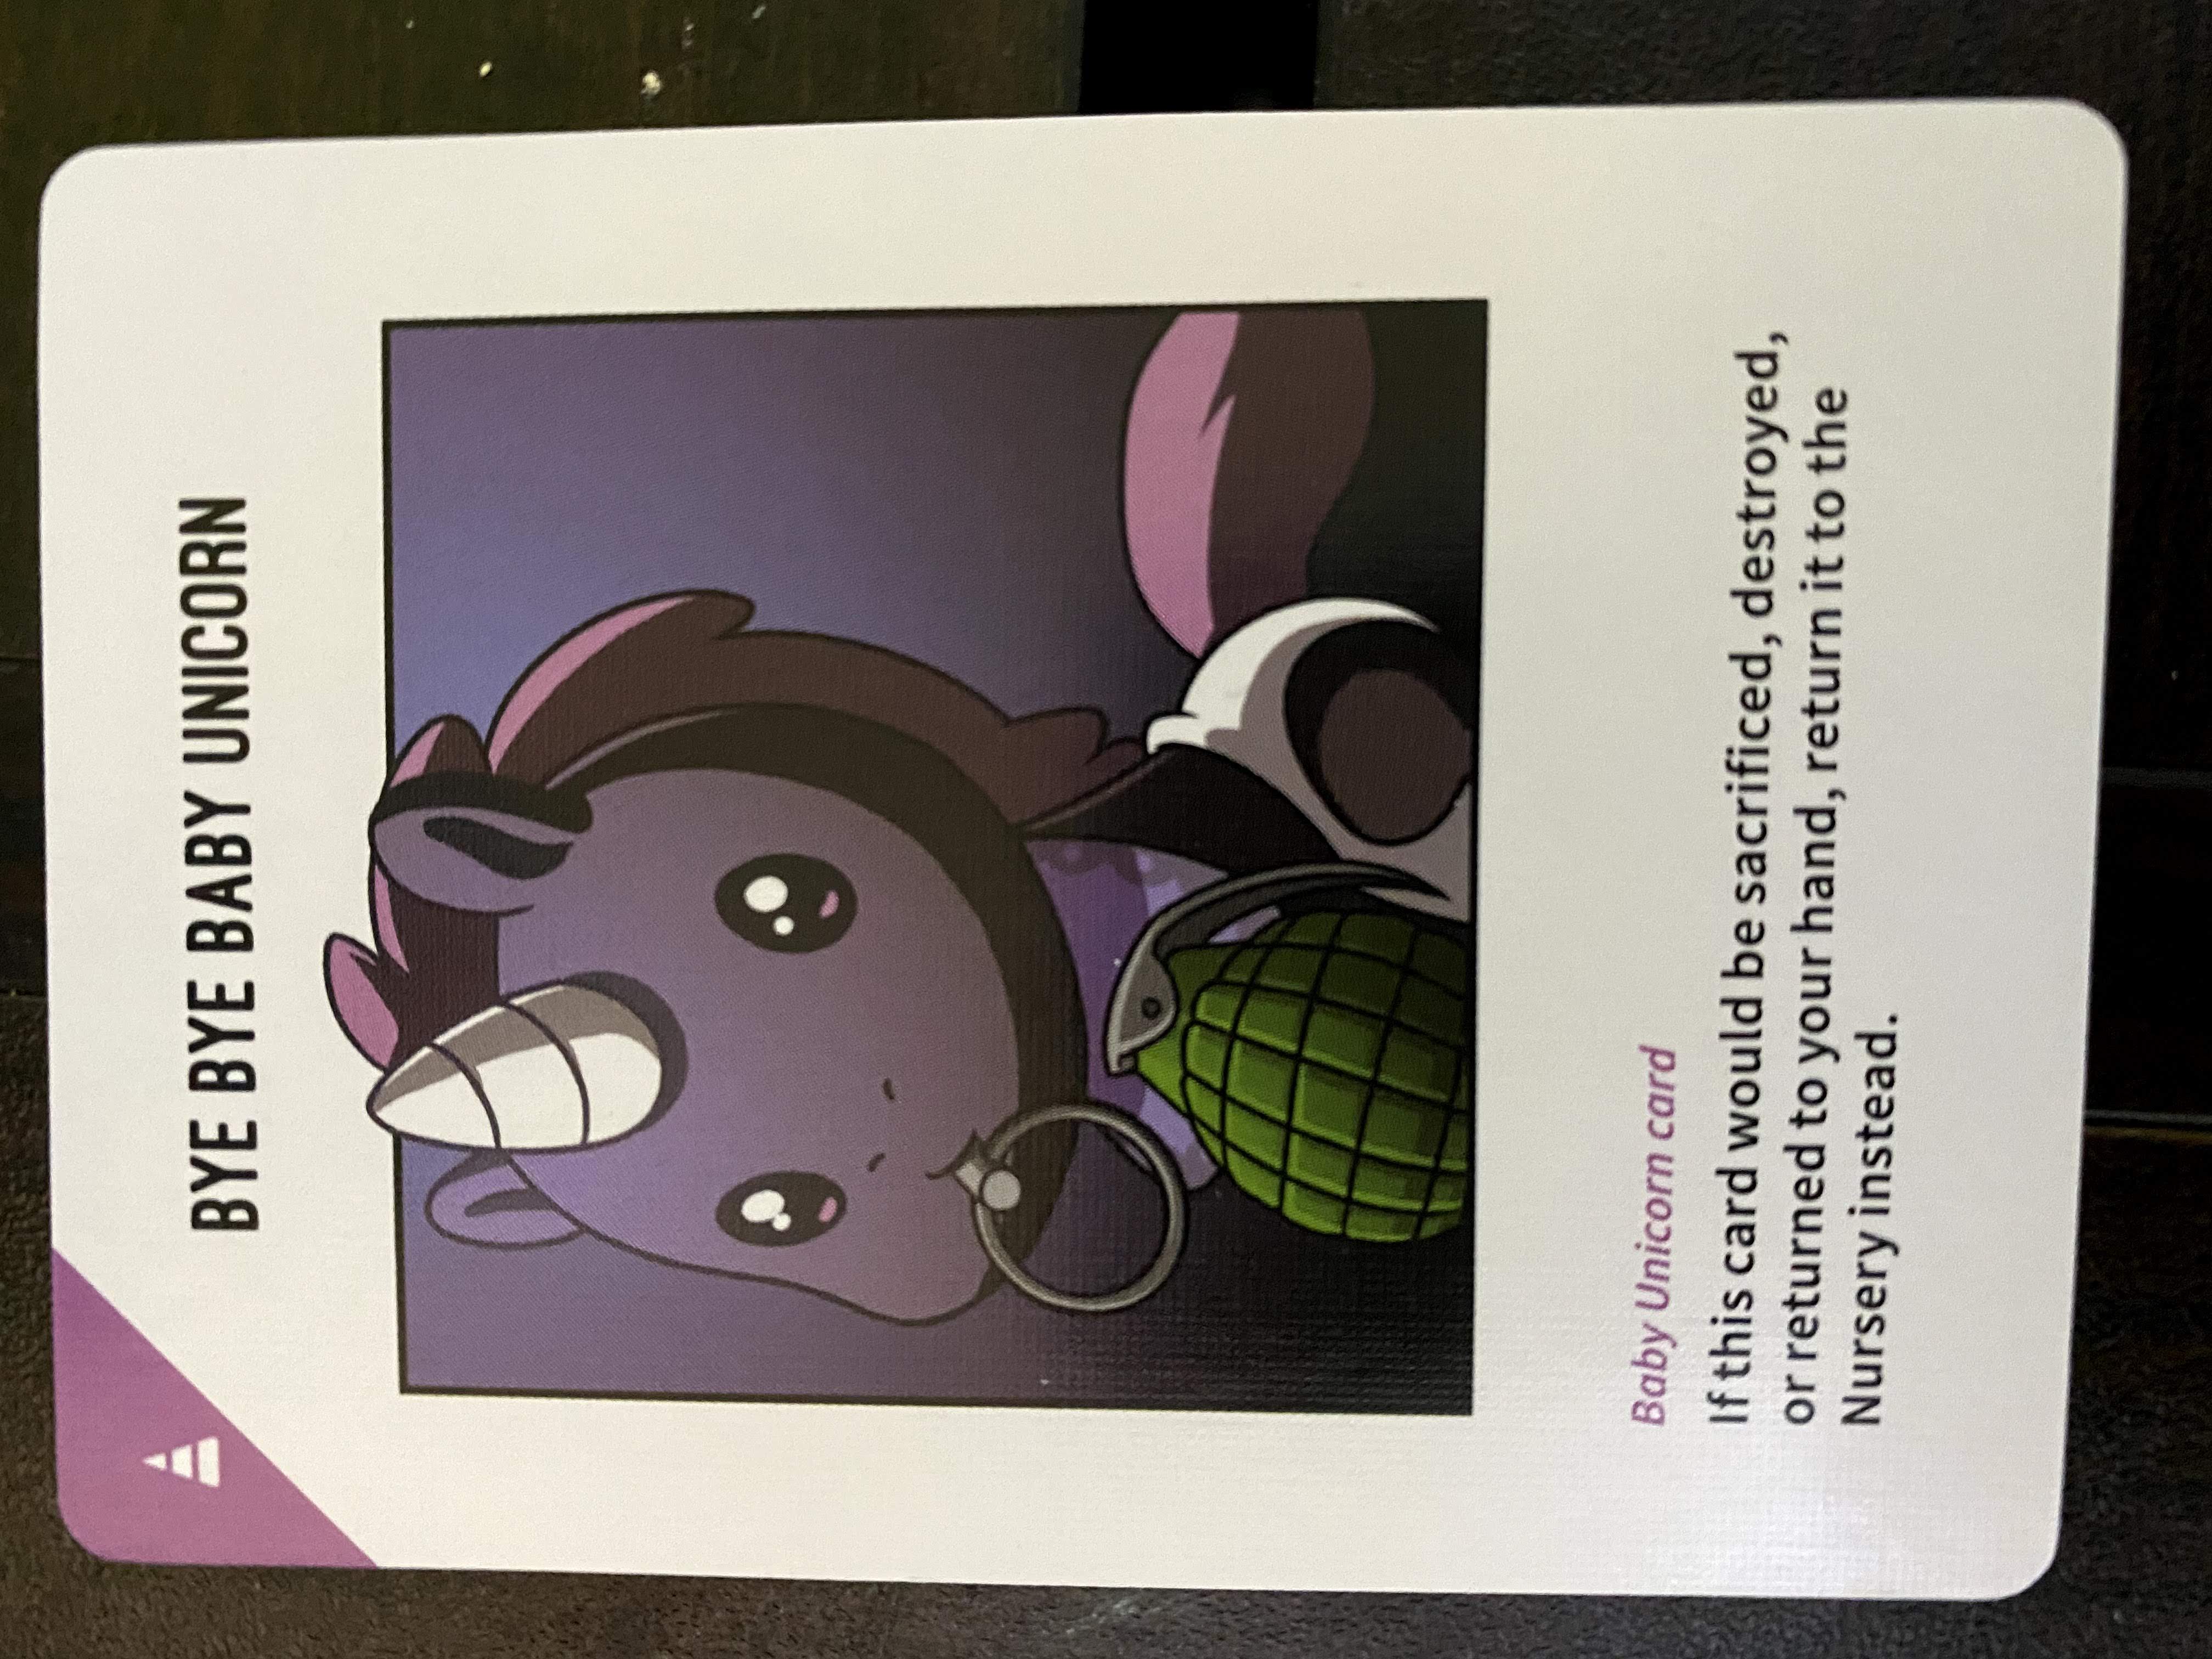 BYE BYE BABY UNICORN
Baby Unicorn card
If this card would be sacrificed, destroyed,
or returned to your hand, return it to the
Nursery instead.